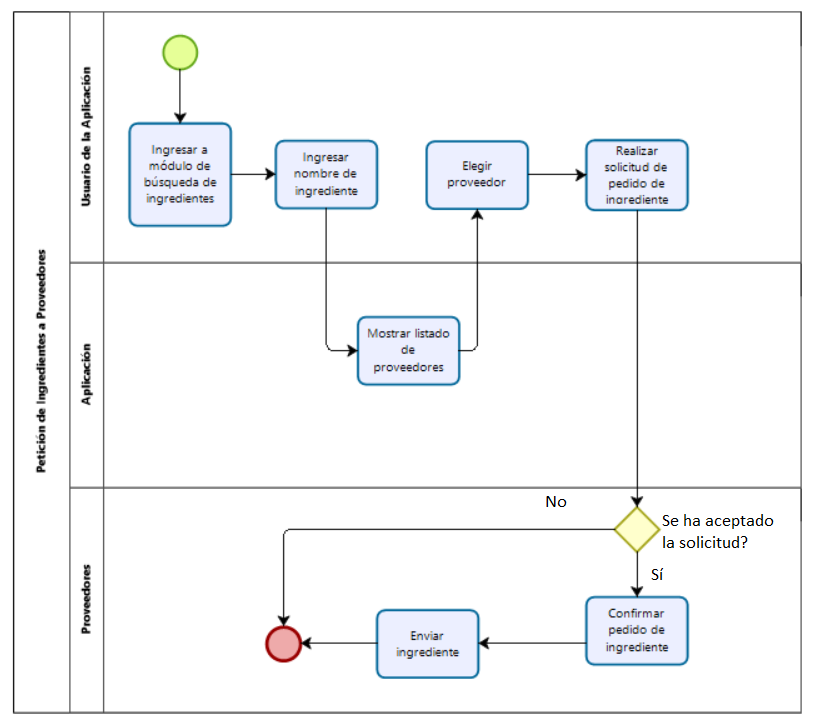 Petición de Ingredientes a Proveedores
Usuario de la Aplicación
Ingresar a
módulo de
búsqueda de
ingredientes
Ingresar
nombre de
ingrediente
Elegir
proveedor
Realizar
solicitud de
pedido de
ingrediente
Aplicación
Mostrar listado
de
proveedores
Proveedores
No
Se ha aceptado
la solicitud?
Sí
Confirmar
pedido de
ingrediente
Enviar
ingrediente